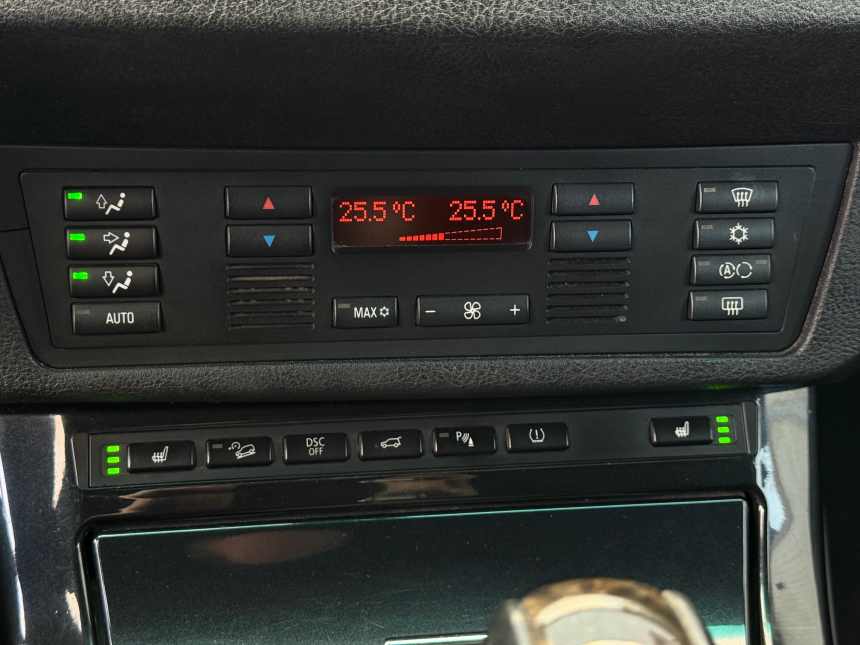 25.5 °C 25.5 °C
A
AUTO
MAX
− +
DSC
OFF
P